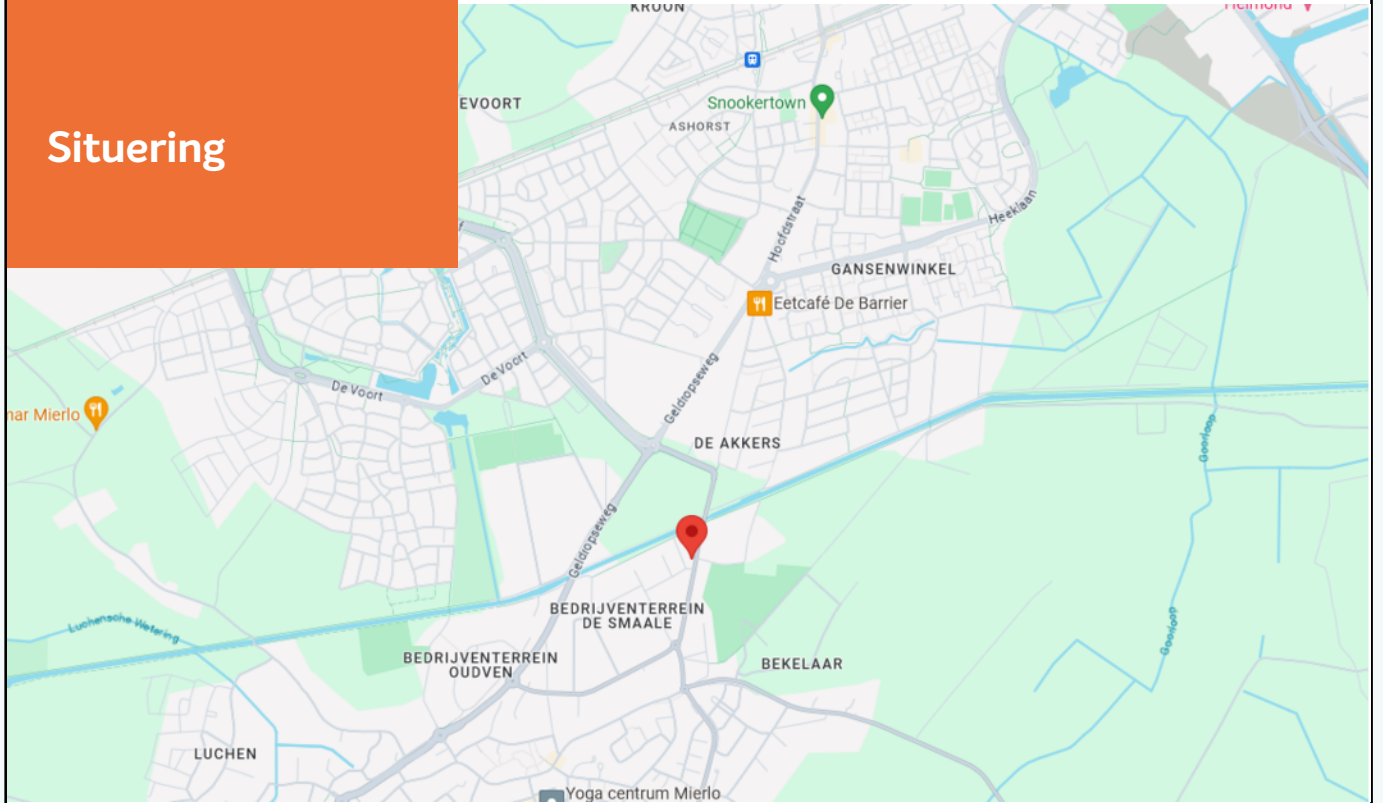 Situering
KROON
Helmond
EVOORT
Snookertown
ASHORST
Hoofdstraat
Heeklaan
GANSENWINKEL
Eetcafé De Barrier
De Voort
De Voort
Geldropseweg
nar Mierlo
DE AKKERS
Goorloop
Geldropseweg
BEDRIJVENTERREIN
DE SMAALE
Luchensche Wetering
Goorloop
BEDRIJVENTERREIN
OUDVEN
BEKELAAR
LUCHEN
Yoga centrum Mierlo